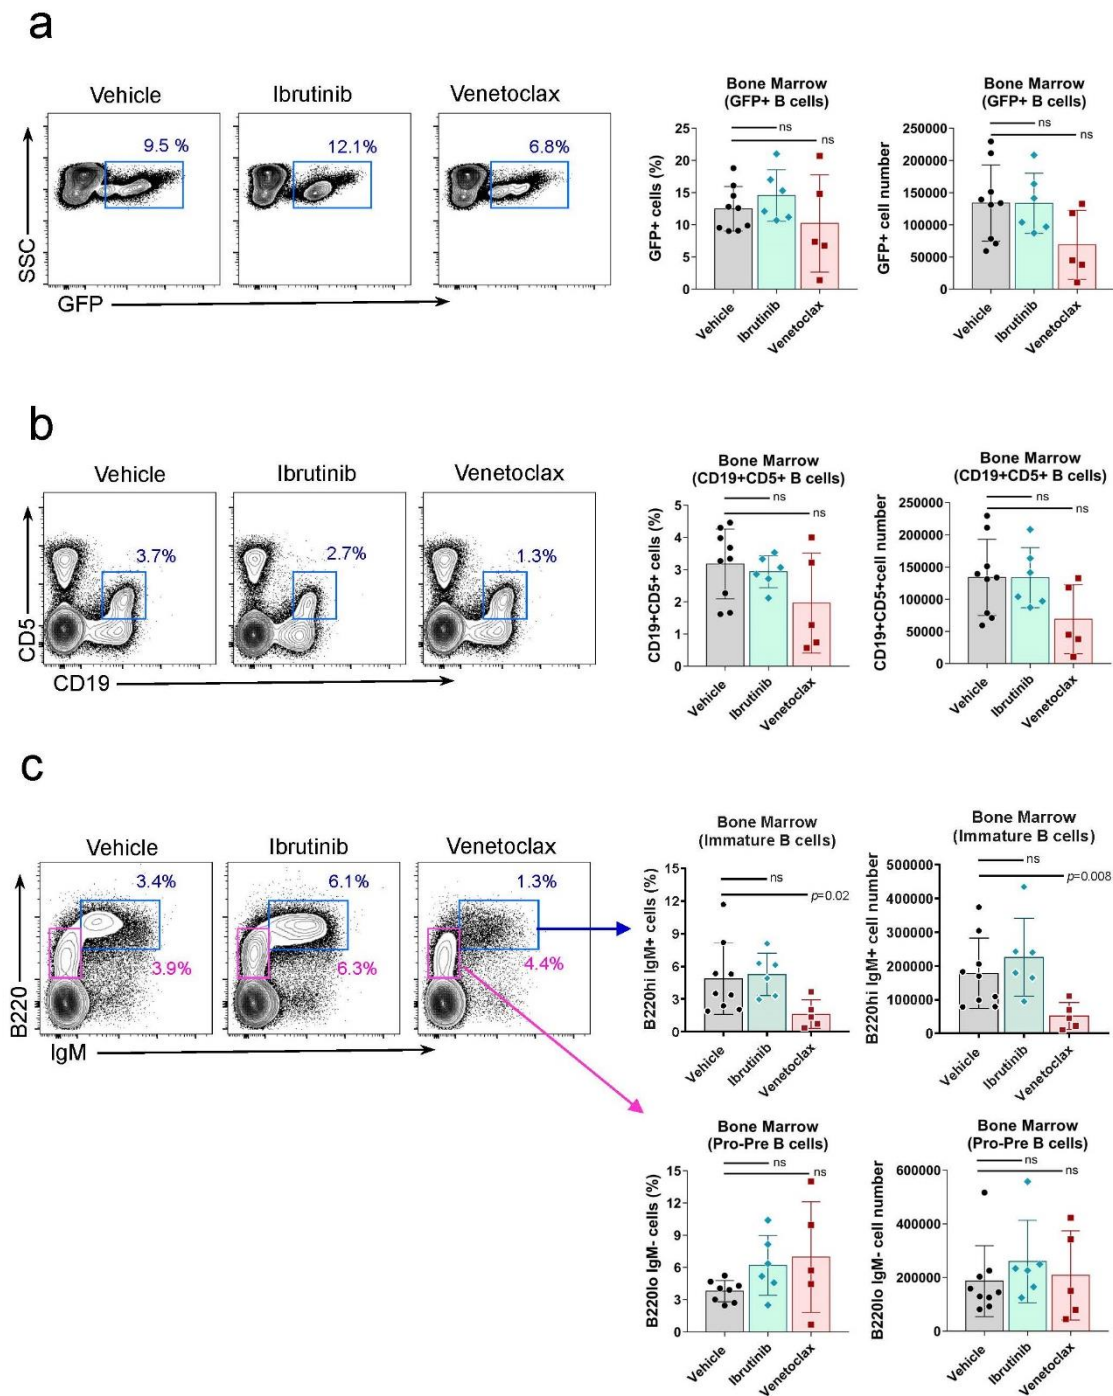 a
Vehicle
Ibrutinib
Venetoclax
9.5 %
12.1%
6.8%
SSC
GFP
Bone Marrow
(GFP+ B cells)
ns
ns
GFP+ cells (%)
25
20
15
10
5
0
Vehicle
Ibrutinib
Venetoclax
Bone Marrow
(GFP+ B cells)
ns
ns
GFP+ cell number
250000
200000
150000
100000
50000
0
Vehicle
Ibrutinib
Venetoclax
b
Vehicle
Ibrutinib
Venetoclax
3.7%
2.7%
1.3%
CD5
CD19
Bone Marrow
(CD19+CD5+ B cells)
ns
ns
CD19+CD5+ cells (%)
5
4
3
2
1
0
Vehicle
Ibrutinib
Venetoclax
Bone Marrow
(CD19+CD5+ B cells)
ns
ns
CD19+CD5+cell number
250000
200000
150000
100000
50000
0
Vehicle
Ibrutinib
Venetoclax
c
Vehicle
Ibrutinib
Venetoclax
3.4%
6.1%
1.3%
3.9%
6.3%
4.4%
B220
IgM
Bone Marrow
(Immature B cells)
ns
p=0.02
B220hi IgM+ cells (%)
15
12
9
6
3
0
Vehicle
Ibrutinib
Venetoclax
Bone Marrow
(Immature B cells)
ns
p=0.008
B220hi IgM+ cell number
500000
400000
300000
200000
100000
0
Vehicle
Ibrutinib
Venetoclax
Bone Marrow
(Pro-Pre B cells)
ns
ns
B220lo IgM- cells (%)
15
12
9
6
3
0
Vehicle
Ibrutinib
Venetoclax
Bone Marrow
(Pro-Pre B cells)
ns
ns
B220lo IgM- cell number
600000
400000
200000
0
Vehicle
Ibrutinib
Venetoclax